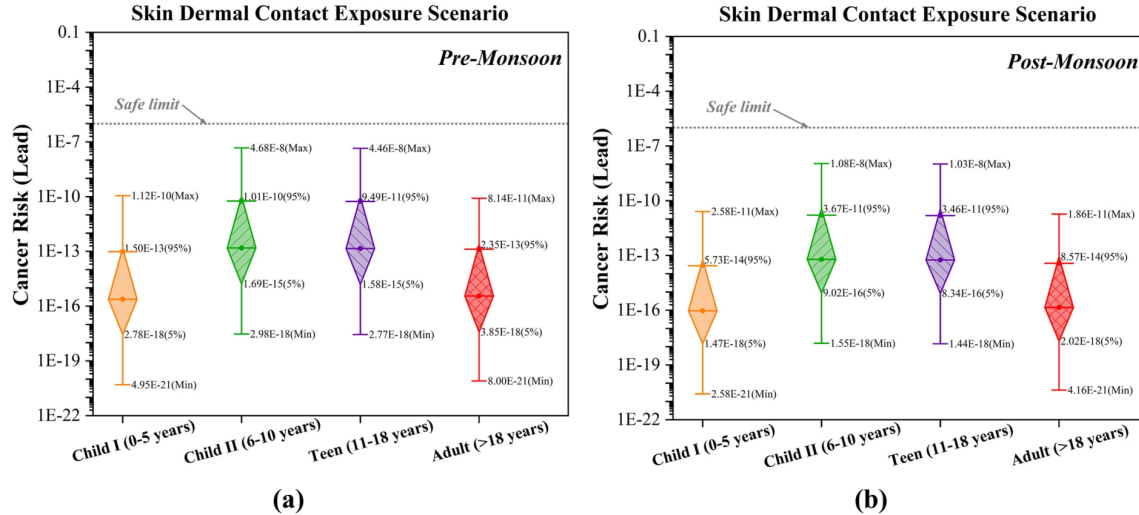 Skin Dermal Contact Exposure Scenario
Pre-Monsoon
Safe limit
Cancer Risk (Lead)
0.1
1E-4
1E-7
1E-10
1E-13
1E-16
1E-19
1E-22
1.12E-10(Max)
1.50E-13(95%)
2.78E-18(5%)
4.95E-21(Min)
4.68E-8(Max)
1.01E-10(95%)
1.69E-15(5%)
2.98E-18(Min)
4.46E-8(Max)
9.49E-11(95%)
1.58E-15(5%)
2.77E-18(Min)
8.14E-11(Max)
2.35E-13(95%)
3.85E-18(5%)
8.00E-21(Min)
Child I (0-5 years)
Child II (6-10 years)
Teen (11-18 years)
Adult (>18 years)
(a)
Skin Dermal Contact Exposure Scenario
Post-Monsoon
Safe limit
Cancer Risk (Lead)
0.1
1E-4
1E-7
1E-10
1E-13
1E-16
1E-19
1E-22
2.58E-11(Max)
5.73E-14(95%)
1.47E-18(5%)
2.58E-21(Min)
1.08E-8(Max)
3.67E-11(95%)
9.02E-16(5%)
1.55E-18(Min)
1.03E-8(Max)
3.46E-11(95%)
8.34E-16(5%)
1.44E-18(Min)
1.86E-11(Max)
8.57E-14(95%)
2.02E-18(5%)
4.16E-21(Min)
Child I (0-5 years)
Child II (6-10 years)
Teen (11-18 years)
Adult (>18 years)
(b)